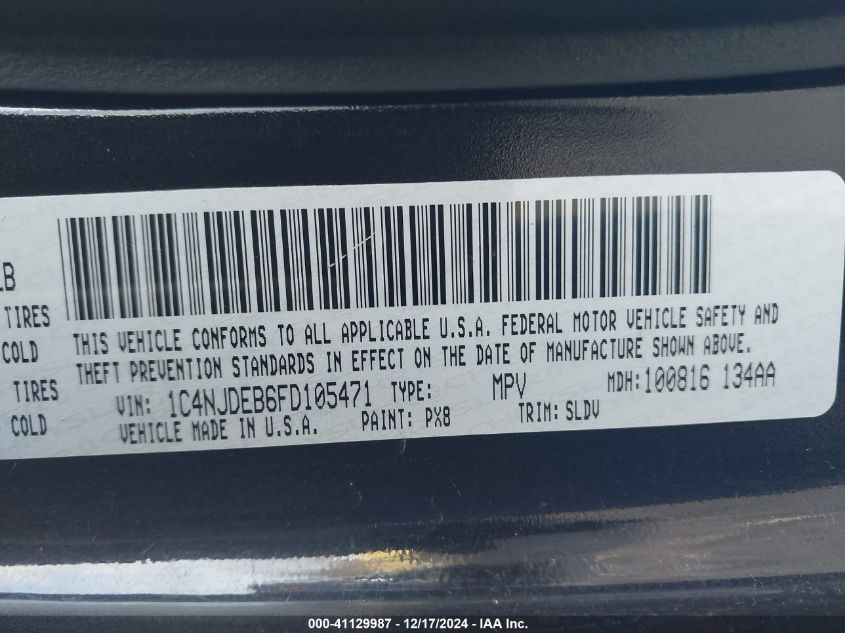 LB
TIRES
COLD
TIRES
COLD
THIS VEHICLE CONFORMS TO ALL APPLICABLE U.S.A. FEDERAL MOTOR VEHICLE SAFETY AND
THEFT PREVENTION STANDARDS IN EFFECT ON THE DATE OF MANUFACTURE SHOWN ABOVE.
VIN: 1C4NJDEB6FD105471 TYPE: MPV MDH:100816 134AA
VEHICLE MADE IN U.S.A. PAINT: PX8 TRIM: SLDV
000-41129987 - 12/17/2024 - IAA Inc.